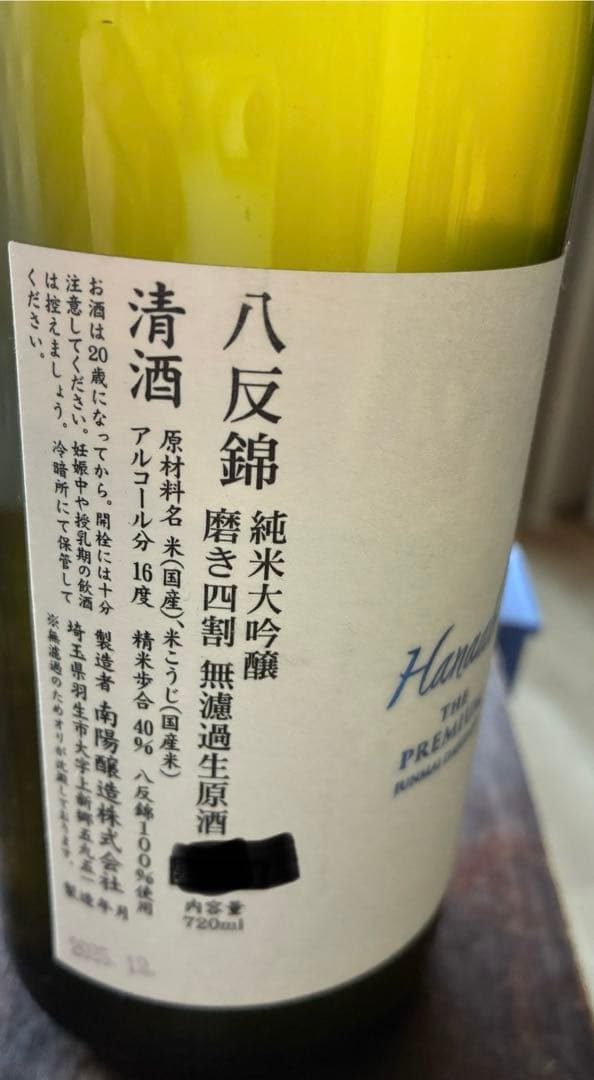 八反錦
純米大吟醸
磨き四割 無濾過生原酒
内容量
720ml
清酒
原材料名 米(国産)、米こうじ(国産米)
アルコール分 16度 精米歩合 40% 八反錦100%使用
お酒は20歳になってから。開栓には十分
注意してください。妊娠中や授乳期の飲酒
は控えましょう。冷暗所にて保管して
ください。
製造者 南陽醸造株式会社
埼玉県羽生市大字上新郷五九五一
※無濾過のためオリが沈殿しております。
製造年月
12.
THE
PREMIUM